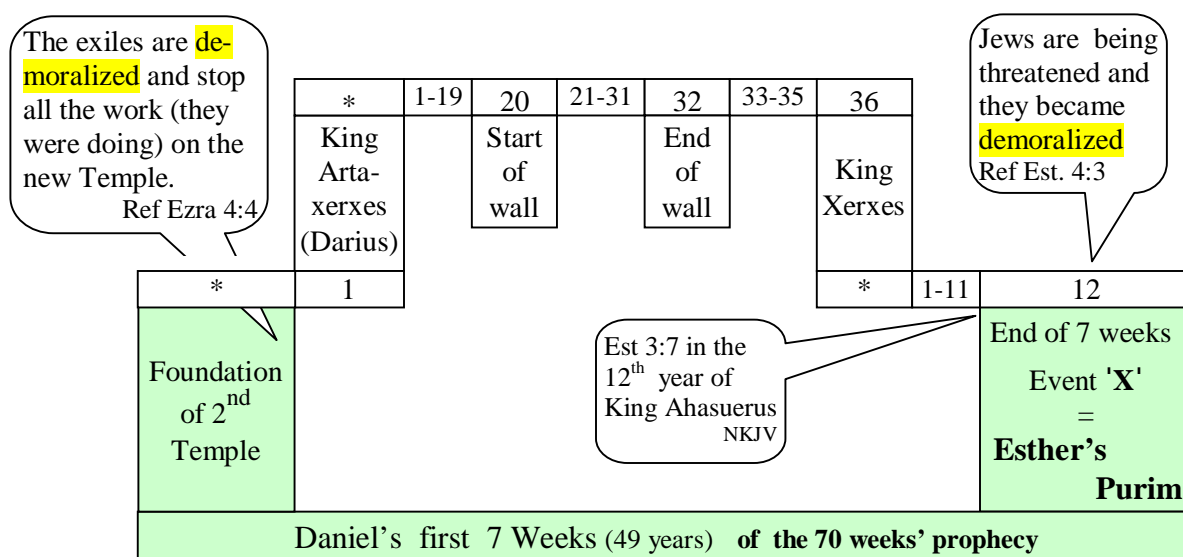 The exiles are de-
moralized and stop
all the work (they
were doing) on the
new Temple.
Ref Ezra 4:4
Jews are being
threatened and
they became
demoralized
Ref Est. 4:3
* 1-19 20 21-31 32 33-35 36
King
Arta-
xerxes
(Darius)
Start
of
wall
End
of
wall
King
Xerxes
* 1 * 1-11 12
Foundation
of 2nd
Temple
Est 3:7 in the
12th year of
King Ahasuerus
NKJV
End of 7 weeks
Event 'X'
=
Esther's
Purim
Daniel's first 7 Weeks (49 years) of the 70 weeks' prophecy